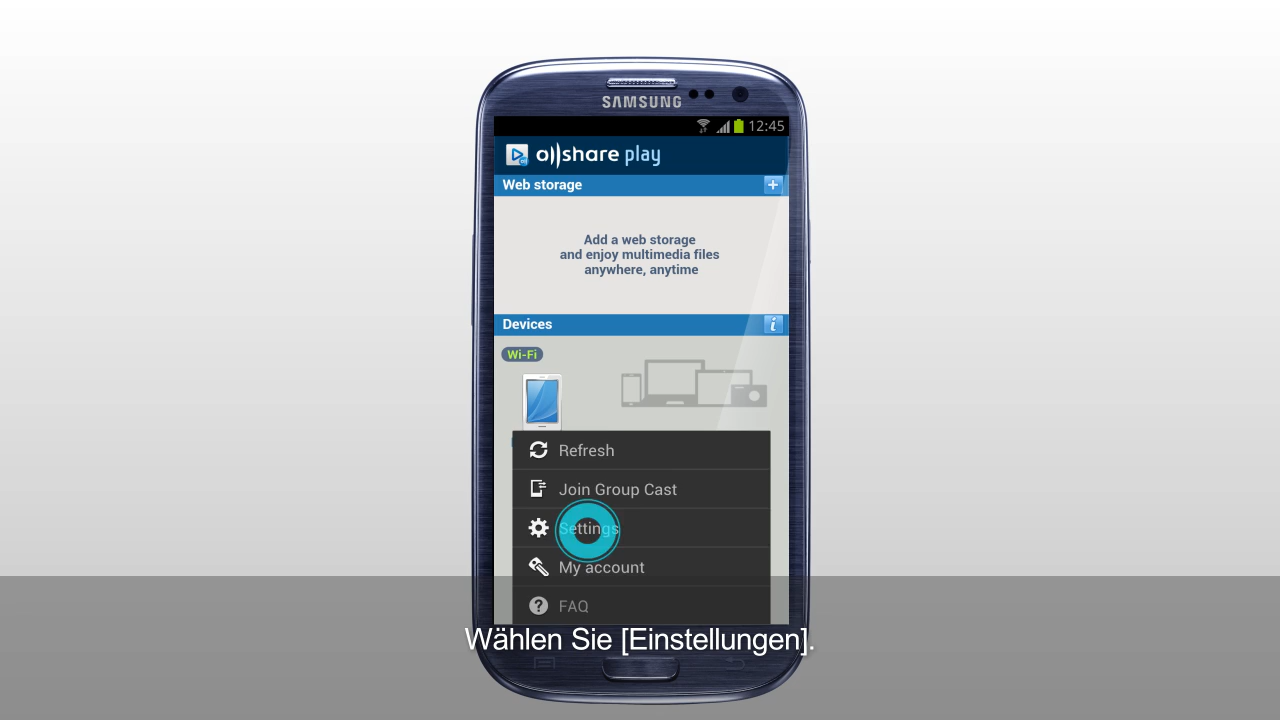 SAMSUNG
12:45
allshare play
Web storage
Add a web storage
and enjoy multimedia files
anywhere, anytime
Devices
Wi-Fi
Refresh
Join Group Cast
Settings
My account
FAQ
Wählen Sie [Einstellungen].